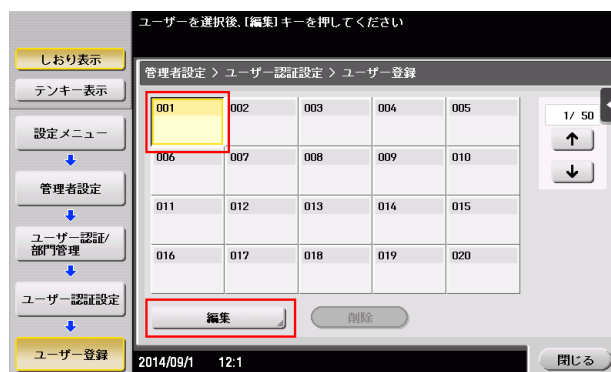 ユーザーを選択後､[編集]キーを押してください
しおり表示
テンキー表示
設定メニュー
管理者設定
ユーザー認証/
部門管理
ユーザー認証設定
ユーザー登録
管理者設定 > ユーザー認証設定 > ユーザー登録
001 002 003 004 005
006 007 008 009 010
011 012 013 014 015
016 017 018 019 020
1/ 50
↑
↓
編集 削除
2014/09/1 12:1
閉じる